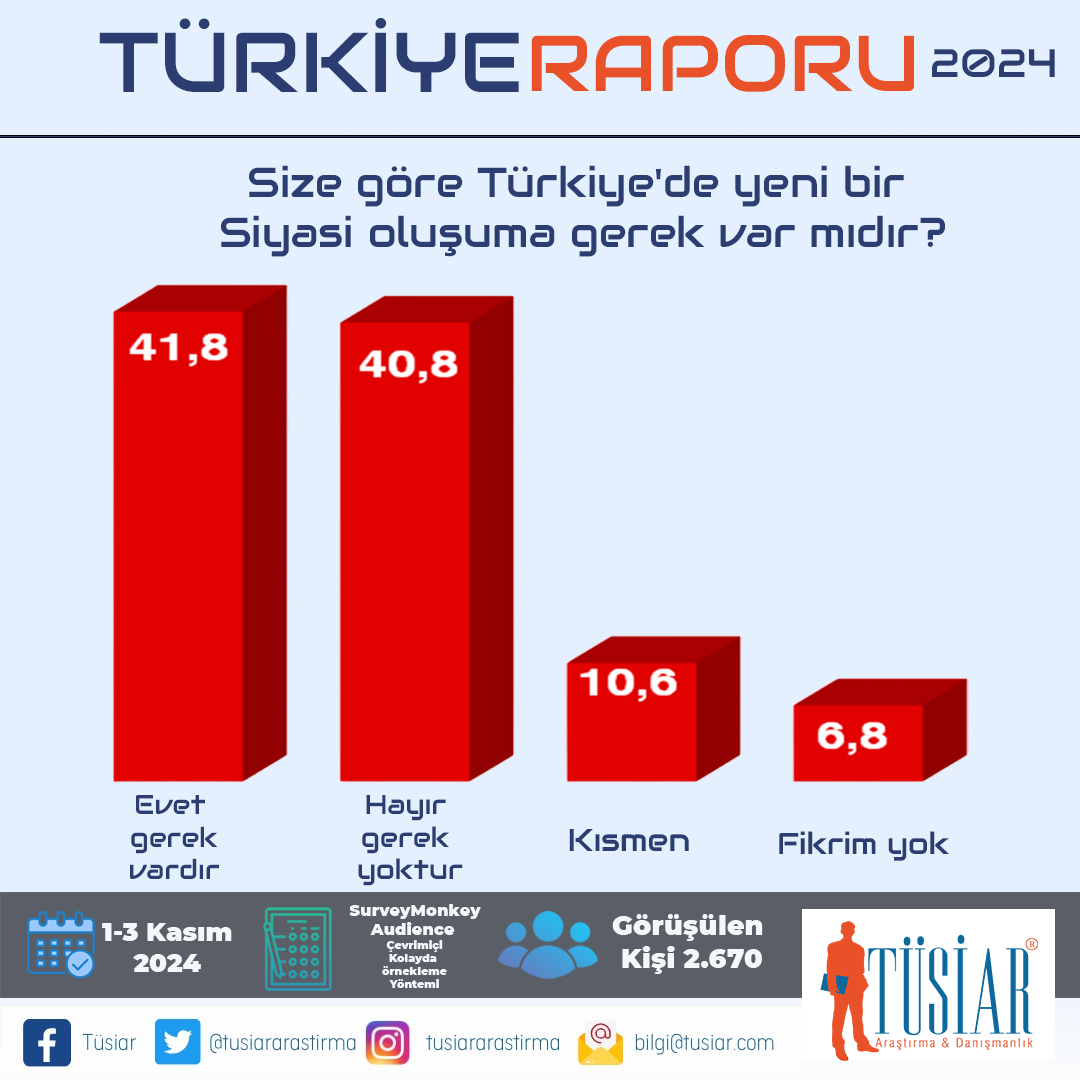 TÜRKİYERAPORU 2024
Size göre Türkiye'de yeni bir
Siyasi oluşuma gerek var mıdır?
41,8
40,8
10,6
6,8
Evet
gerek
vardır
Hayır
gerek
yoktur
Kısmen
Fikrim yok
1-3 Kasım
2024
SurveyMonkey
Audience
Çevrimiçi
Kolayda
örnekleme
Yöntemi
Görüşülen
Kişi 2.670
TÜSİAR®
Araştırma & Danışmanlık
Tüsiar
@tusiararastirma
tusiararastirma
@
bilgi@tusiar.com